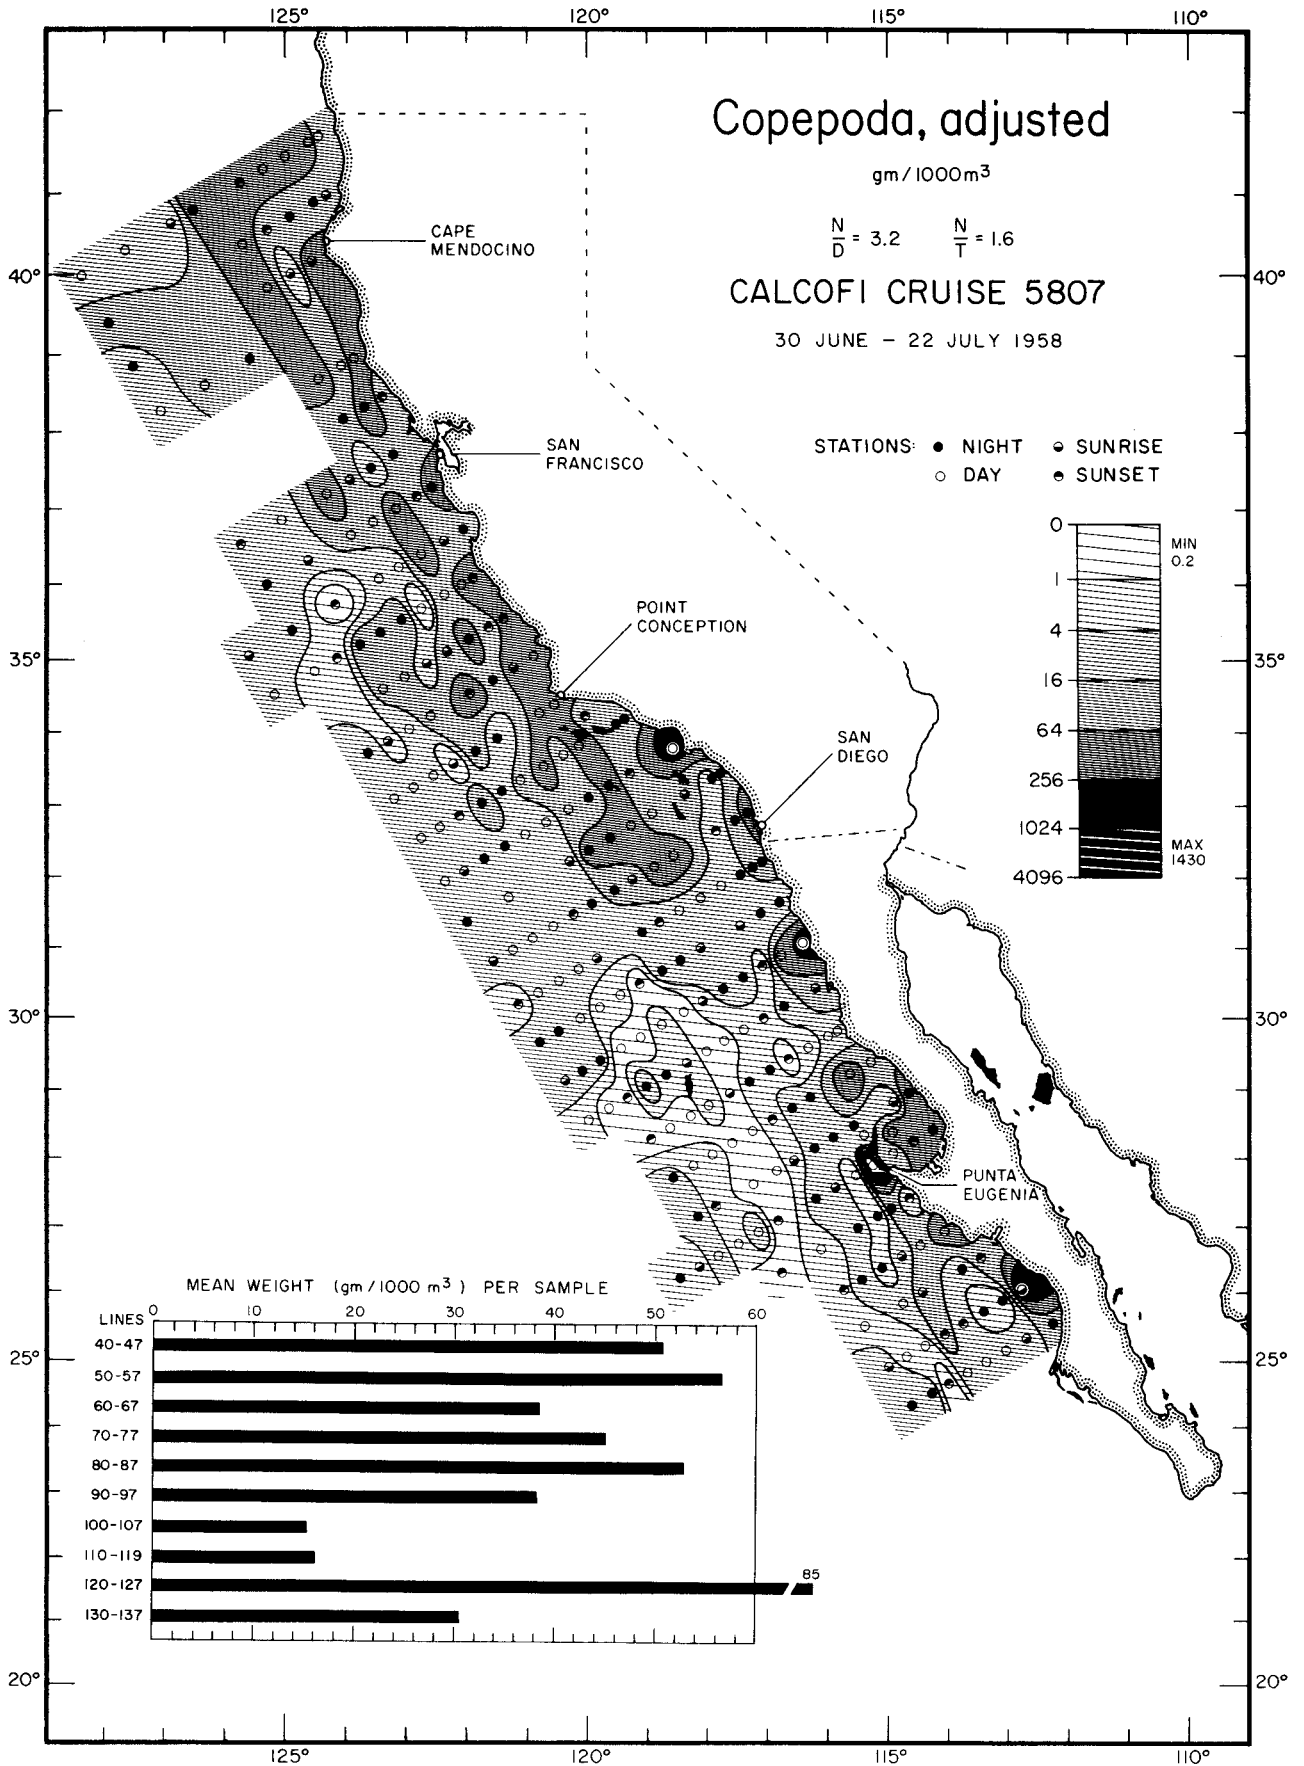 125° 120° 115° 110°
Copepoda, adjusted
gm/1000m³
N/D = 3.2 N/T = 1.6
CALCOFI CRUISE 5807
30 JUNE – 22 JULY 1958
CAPE
MENDOCINO
40° 40°
SAN
FRANCISCO
STATIONS: NIGHT SUNRISE
DAY SUNSET
0
MIN
0.2
1
4
16
64
256
1024
MAX
1430
4096
POINT
CONCEPTION
35° 35°
SAN
DIEGO
30° 30°
PUNTA
EUGENIA
MEAN WEIGHT (gm/1000 m³) PER SAMPLE
LINES 0 10 20 30 40 50 60
40-47
50-57
60-67
70-77
80-87
90-97
100-107
110-119
120-127 85
130-137
25° 25°
20° 20°
125° 120° 115° 110°